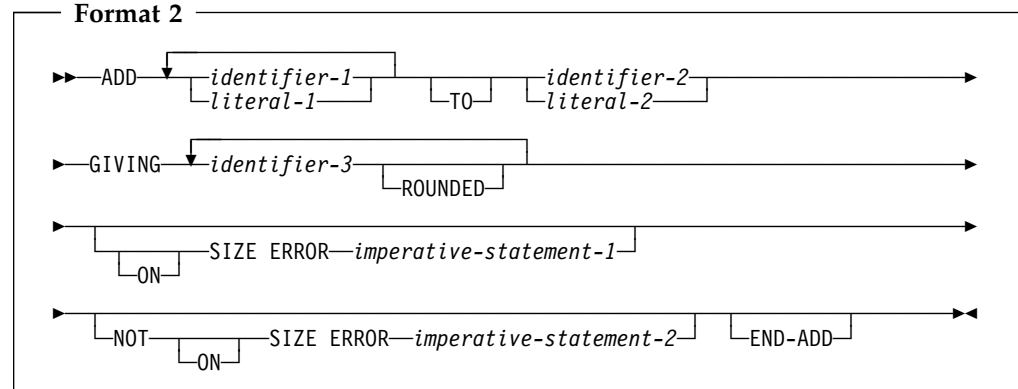 Format 2
ADD identifier-1 TO identifier-2
literal-1 literal-2
GIVING identifier-3
ROUNDED
SIZE ERROR imperative-statement-1
ON
NOT SIZE ERROR imperative-statement-2 END-ADD
ON